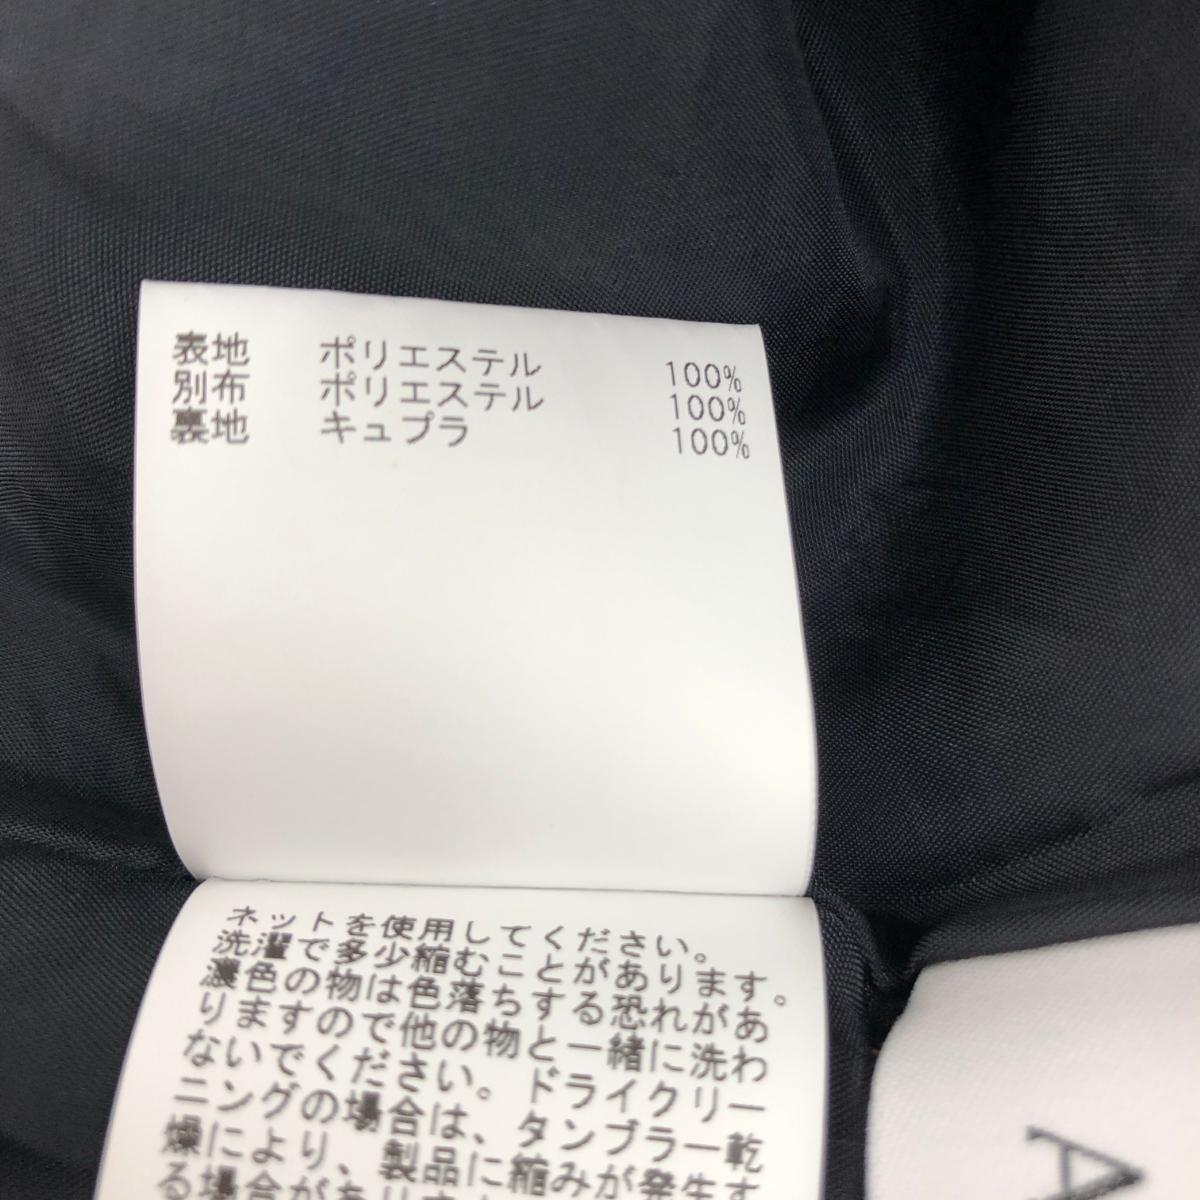 表地 ポリエステル 100%
別布 ポリエステル 100%
裏地 キュプラ 100%
ネットを使用してください。
洗濯で多少縮むことがあります。
濃色の物は色落ちする恐れがあ
りますので他の物と一緒に洗わ
ないでください。ドライクリー
ニングの場合は、タンブラー乾
燥により、製品に縮みが発生す
る場合があり
A